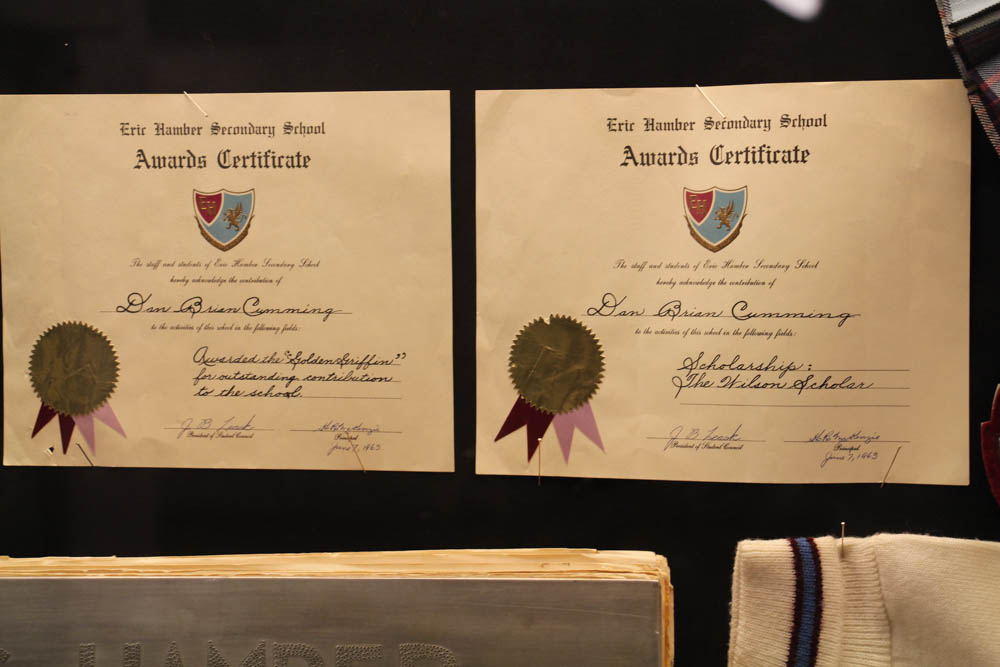 Eric Hamber Secondary School
Awards Certificate
EH
The staff and students of Eric Hamber Secondary School
hereby acknowledge the contribution of
Dan Brian Cumming
to the activities of this school in the following fields:
Awarded the "Golden Griffin"
for outstanding contribution
to the school.
J B Leask
President of Student Council
Principal
June 7, 1963
Eric Hamber Secondary School
Awards Certificate
EH
The staff and students of Eric Hamber Secondary School
hereby acknowledge the contribution of
Dan Brian Cumming
to the activities of this school in the following fields:
Scholarship:
The Wilson Scholar
J B Leask
President of Student Council
Principal
June 7, 1963
HAMBER